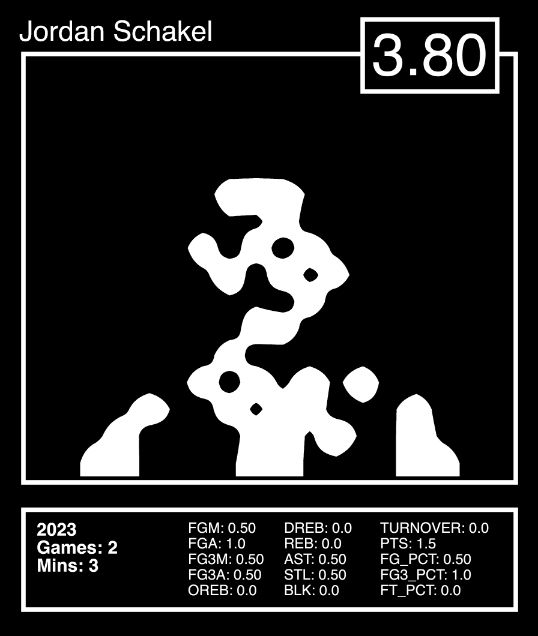 Jordan Schakel
3.80
2023
Games: 2
Mins: 3
FGM: 0.50
FGA: 1.0
FG3M: 0.50
FG3A: 0.50
OREB: 0.0
DREB: 0.0
REB: 0.0
AST: 0.50
STL: 0.50
BLK: 0.0
TURNOVER: 0.0
PTS: 1.5
FG_PCT: 0.50
FG3_PCT: 1.0
FT_PCT: 0.0